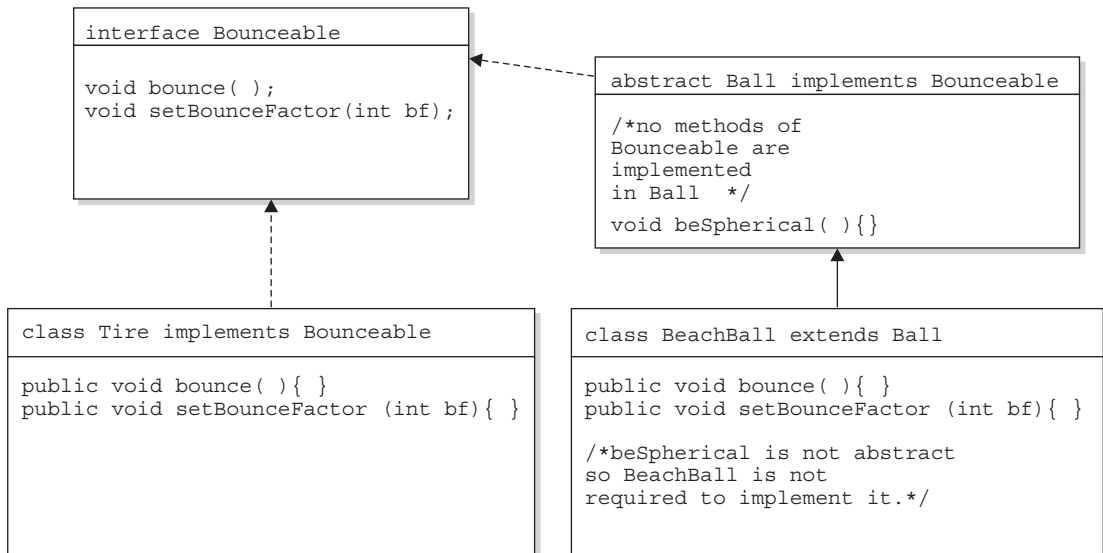 interface Bounceable
void bounce( );
void setBounceFactor(int bf);
abstract Ball implements Bounceable
/*no methods of
Bounceable are
implemented
in Ball  */
void beSpherical( ){}
class Tire implements Bounceable
public void bounce( ){ }
public void setBounceFactor (int bf){ }
class BeachBall extends Ball
public void bounce( ){ }
public void setBounceFactor (int bf){ }
/*beSpherical is not abstract
so BeachBall is not
required to implement it.*/